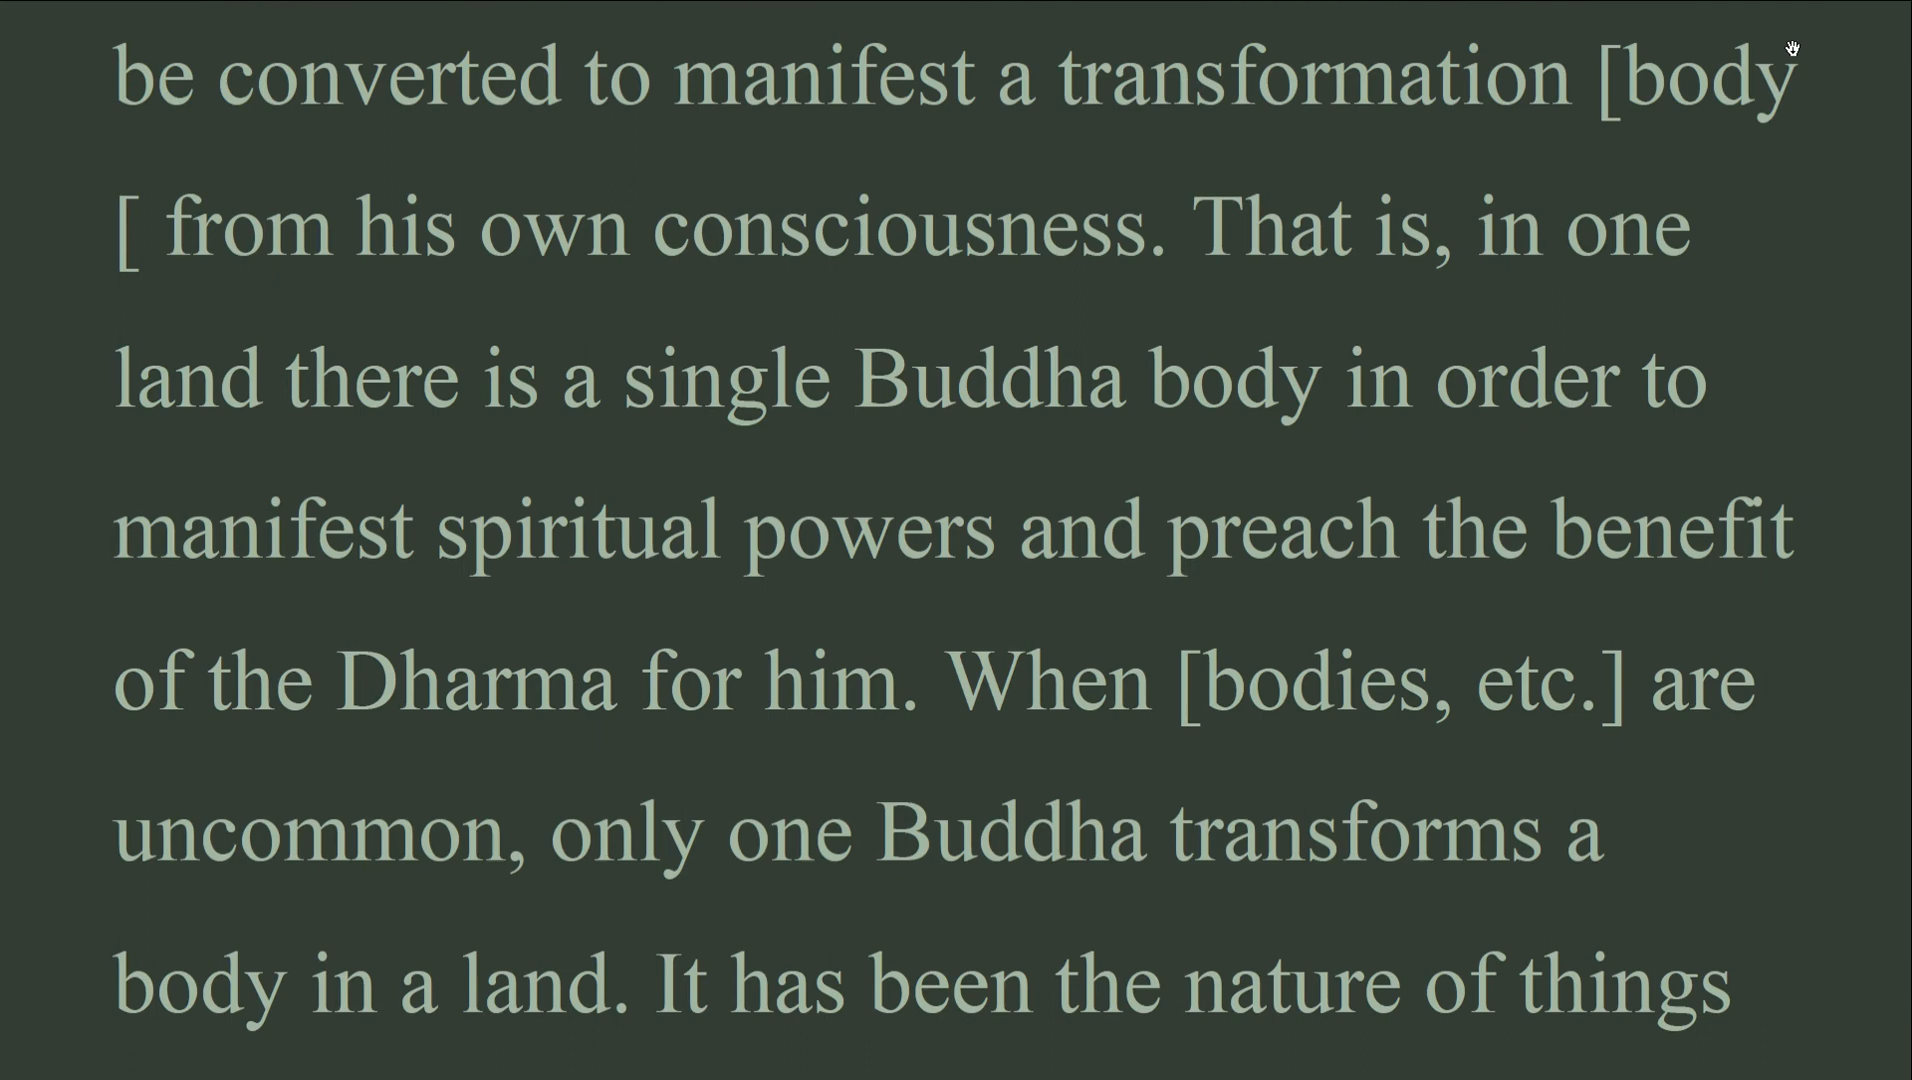 be converted to manifest a transformation [body
[ from his own consciousness. That is, in one
land there is a single Buddha body in order to
manifest spiritual powers and preach the benefit
of the Dharma for him. When [bodies, etc.] are
uncommon, only one Buddha transforms a
body in a land. It has been the nature of things